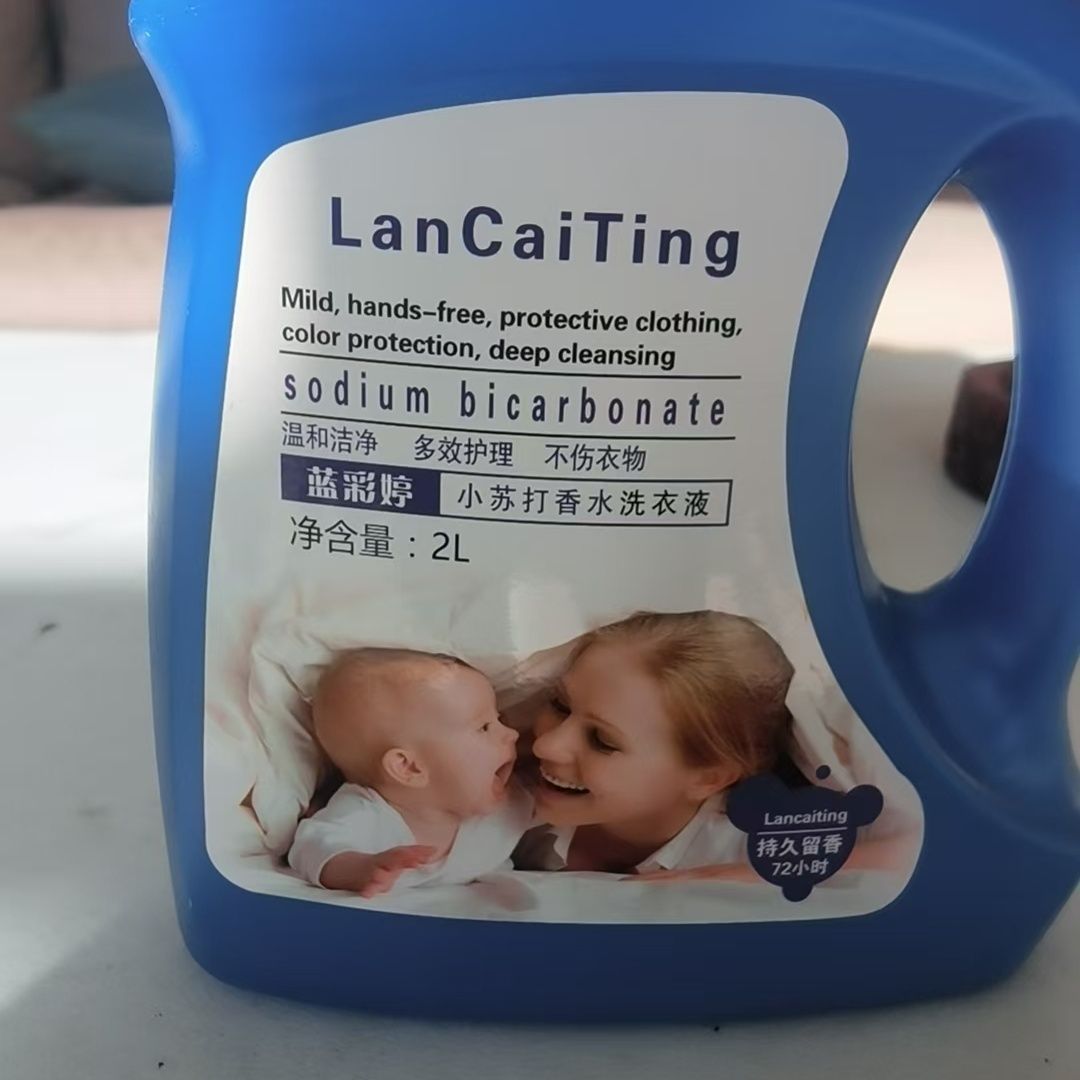 LanCaiTing
Mild, hands-free, protective clothing,
color protection, deep cleansing
sodium bicarbonate
温和洁净 多效护理 不伤衣物
蓝彩婷 小苏打香水洗衣液
净含量：2L
Lancaiting
持久留香
72小时